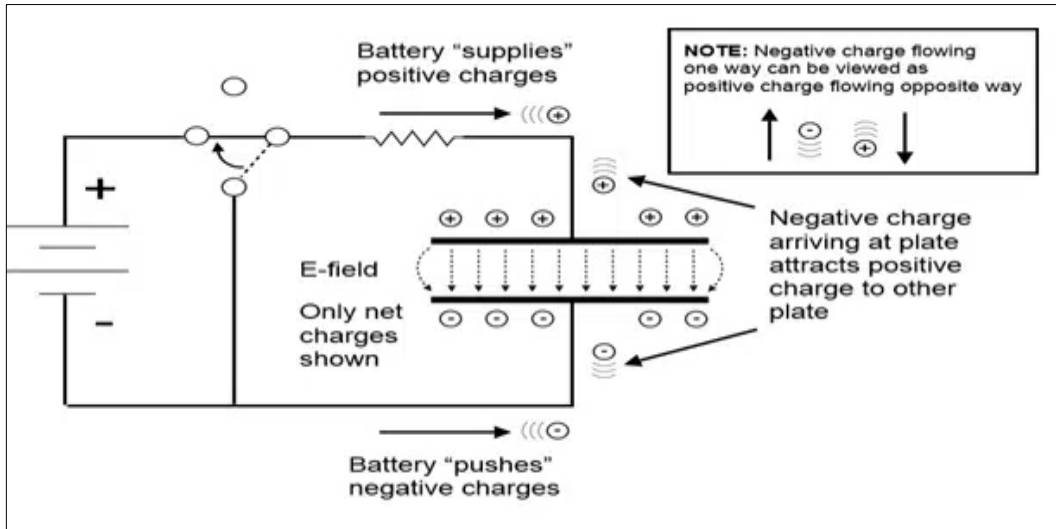 Battery “supplies”
positive charges
NOTE: Negative charge flowing
one way can be viewed as
positive charge flowing opposite way
+
-
E-field
Only net
charges
shown
Negative charge
arriving at plate
attracts positive
charge to other
plate
Battery “pushes”
negative charges